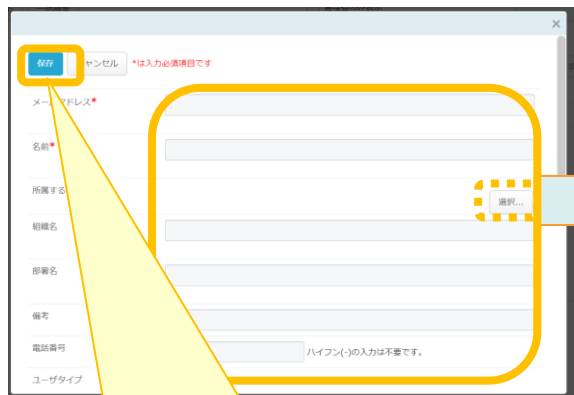 ×
保存 キャンセル *は入力必須項目です
メールアドレス*
名前*
所属する
選択...
組織名
部署名
備考
電話番号 ハイフン(-)の入力は不要です。
ユーザタイプ